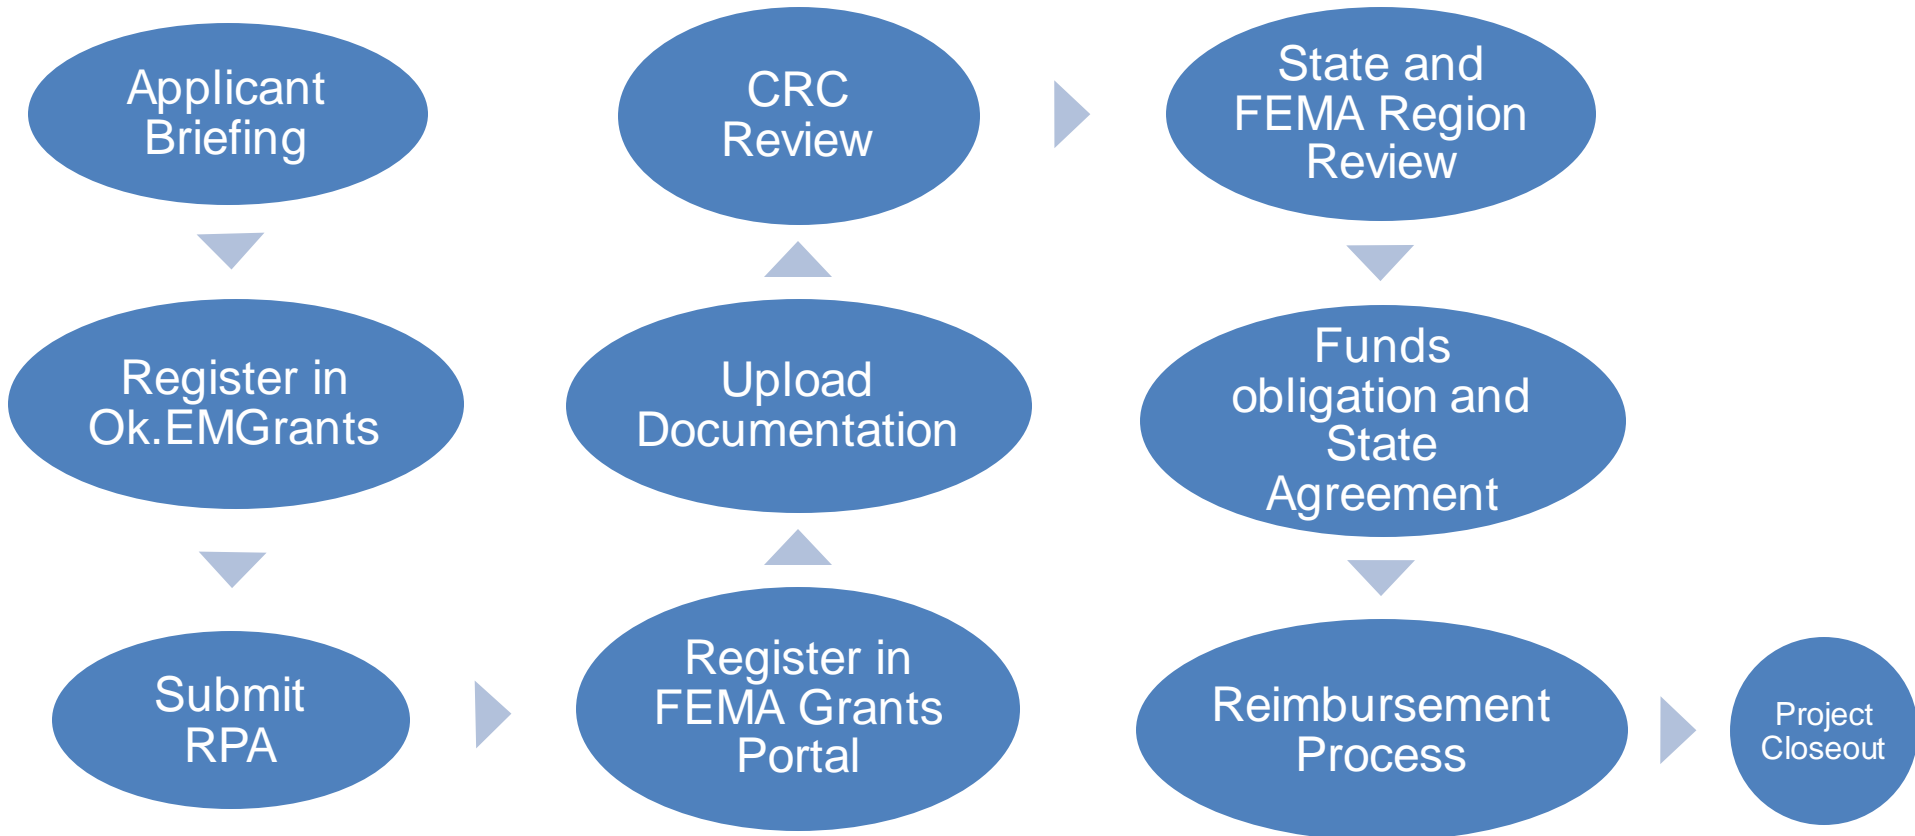 Applicant
Briefing
Register in
Ok.EMGrants
Submit
RPA
Register in
FEMA Grants
Portal
Upload
Documentation
CRC
Review
State and
FEMA Region
Review
Funds
obligation and
State
Agreement
Reimbursement
Process
Project
Closeout